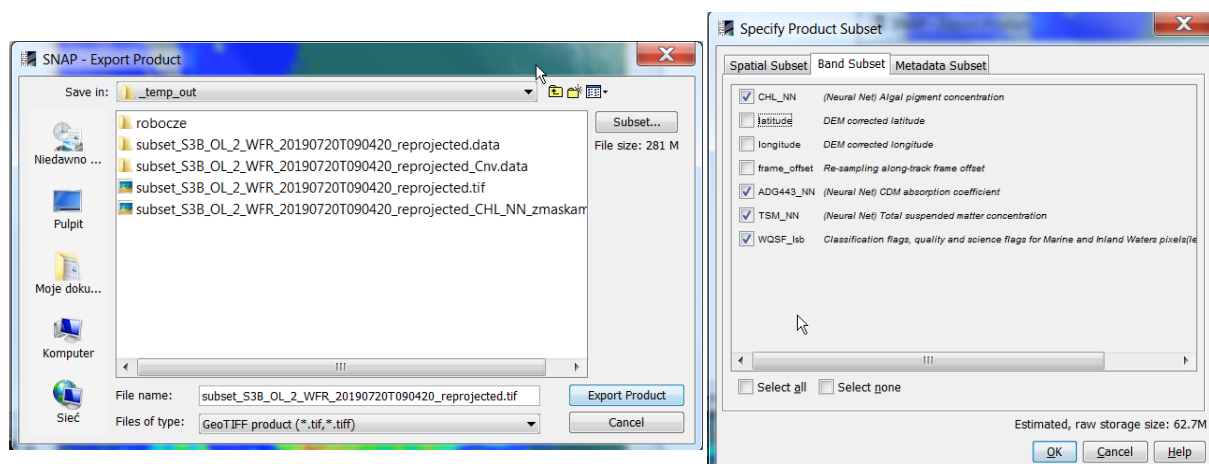 SNAP - Export Product
Save in:
_temp_out
robocze
subset_S3B_OL_2_WFR_20190720T090420_reprojected.data
subset_S3B_OL_2_WFR_20190720T090420_reprojected_Cnv.data
subset_S3B_OL_2_WFR_20190720T090420_reprojected.tif
subset_S3B_OL_2_WFR_20190720T090420_reprojected_CHL_NN_zmaskam
Niedawno ...
Pulpit
Moje doku...
Komputer
Sieć
Subset...
File size: 281 M
File name:
subset_S3B_OL_2_WFR_20190720T090420_reprojected.tif
Export Product
Files of type:
GeoTIFF product (*.tif,*.tiff)
Cancel
Specify Product Subset
Spatial Subset Band Subset Metadata Subset
CHL_NN (Neural Net) Algal pigment concentration
latitude DEM corrected latitude
longitude DEM corrected longitude
frame_offset Re-sampling along-track frame offset
ADG443_NN (Neural Net) CDM absorption coefficient
TSM_NN (Neural Net) Total suspended matter concentration
WQSF_lsb Classification flags, quality and science flags for Marine and Inland Waters pixels(le
Select all Select none
Estimated, raw storage size: 62.7M
OK Cancel Help